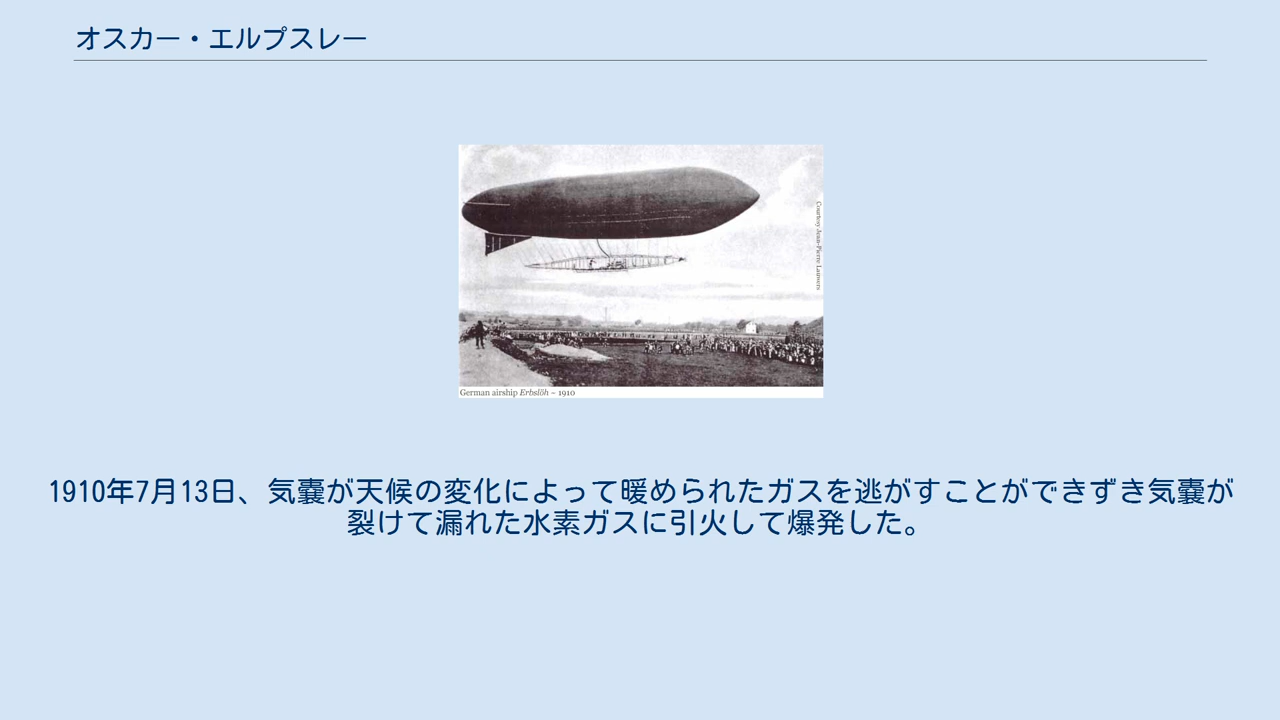 オスカー・エルプスレー
Courtesy Jean-Pierre Lauwers
German airship Erbslöh – 1910
1910年7月13日、気嚢が天候の変化によって暖められたガスを逃がすことができずき気嚢が
裂けて漏れた水素ガスに引火して爆発した。